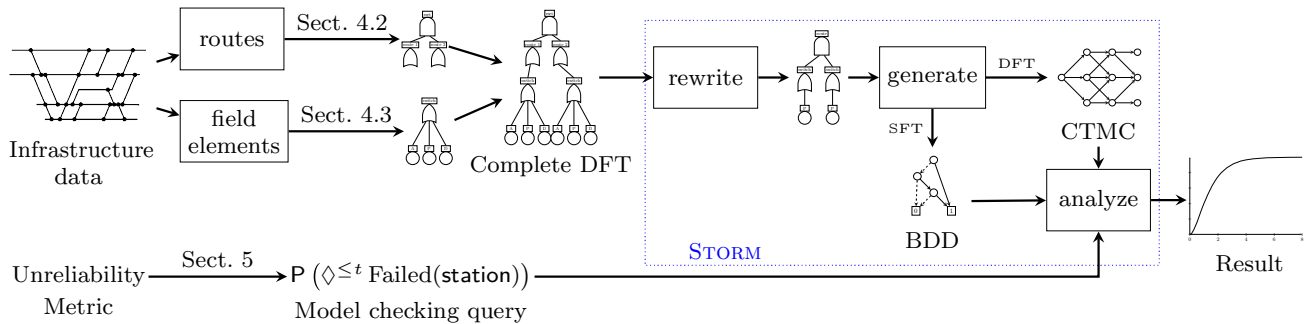 routes
Sect. 4.2
field
elements
Sect. 4.3
Infrastructure
data
Complete DFT
rewrite
generate
DFT
SFT
CTMC
BDD
analyze
STORM
Result
Unreliability
Metric
Sect. 5
P (◊≤t Failed(station))
Model checking query